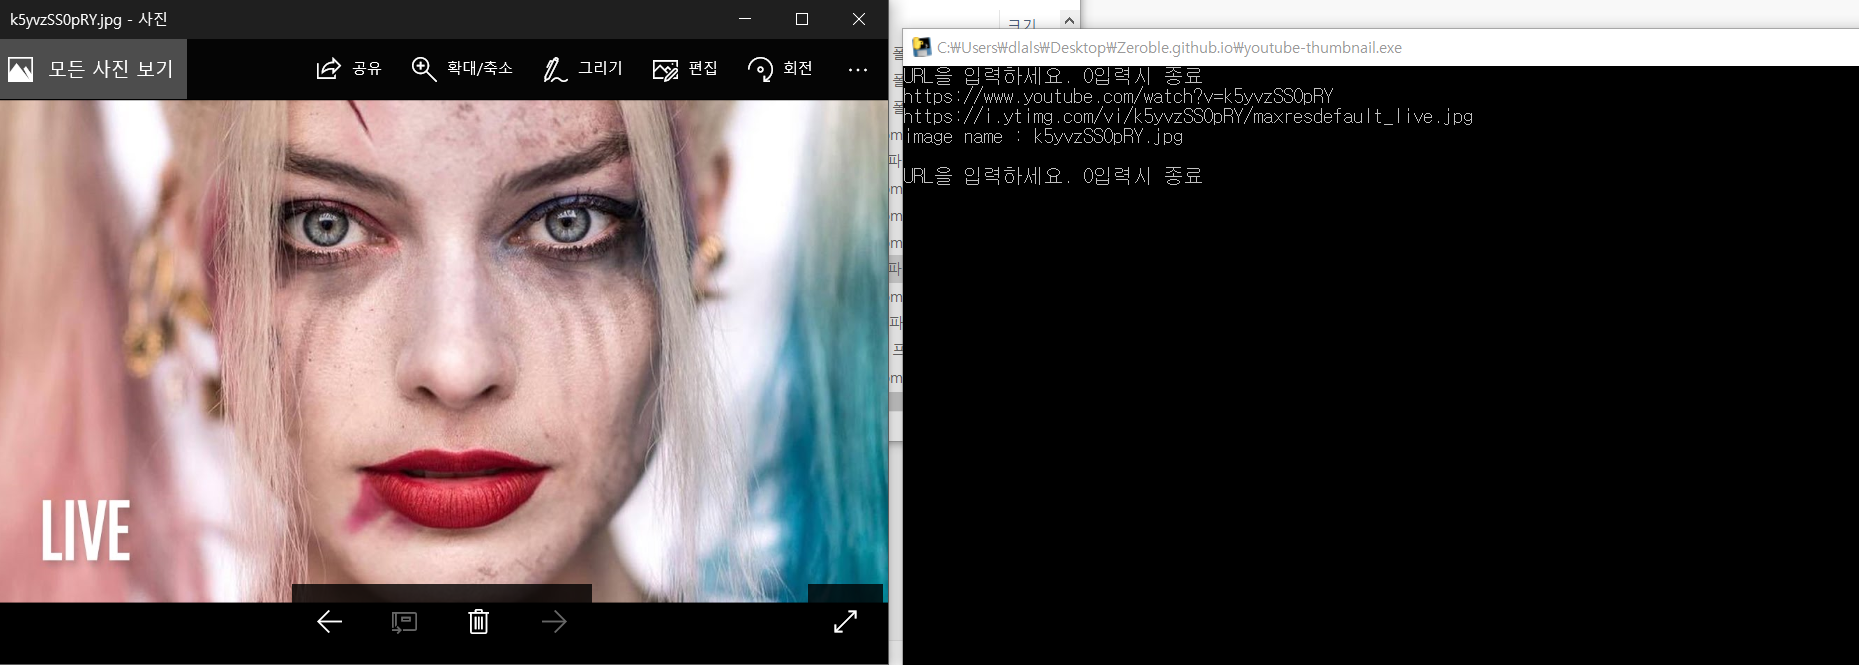 k5yvzSS0pRY.jpg - 사진
모든 사진 보기
공유
확대/축소
그리기
편집
회전
LIVE
크기
C:₩Users₩dlals₩Desktop₩Zeroble.github.io₩youtube-thumbnail.exe
URL을 입력하세요. 0입력시 종료
https://www.youtube.com/watch?v=k5yvzSS0pRY
https://i.ytimg.com/vi/k5yvzSS0pRY/maxresdefault_live.jpg
image name : k5yvzSS0pRY.jpg
URL을 입력하세요. 0입력시 종료